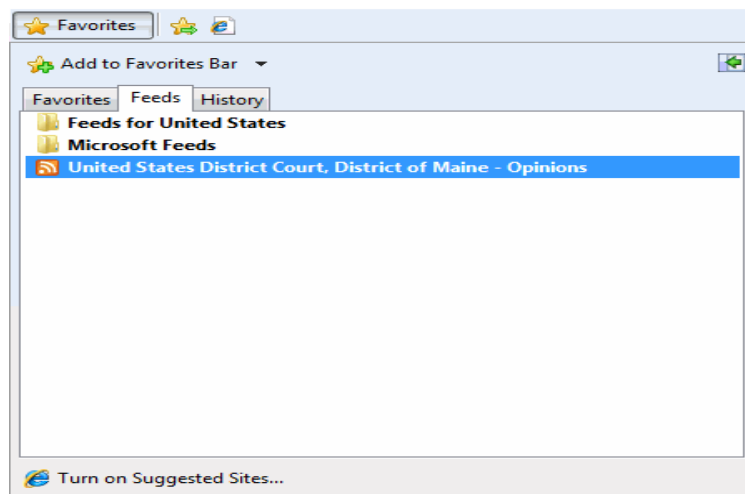 Favorites
Add to Favorites Bar
Favorites Feeds History
Feeds for United States
Microsoft Feeds
United States District Court, District of Maine - Opinions
Turn on Suggested Sites...